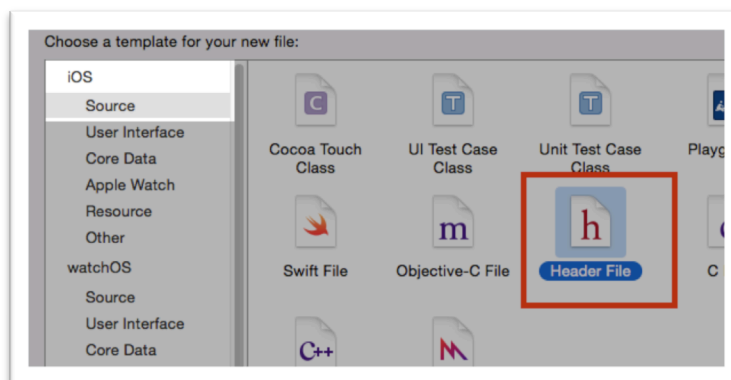 Choose a template for your new file:
iOS
Source
User Interface
Core Data
Apple Watch
Resource
Other
watchOS
Source
User Interface
Core Data
C
Cocoa Touch
Class
T
UI Test Case
Class
T
Unit Test Case
Class
Swift File
m
Objective-C File
h
Header File
C
C++